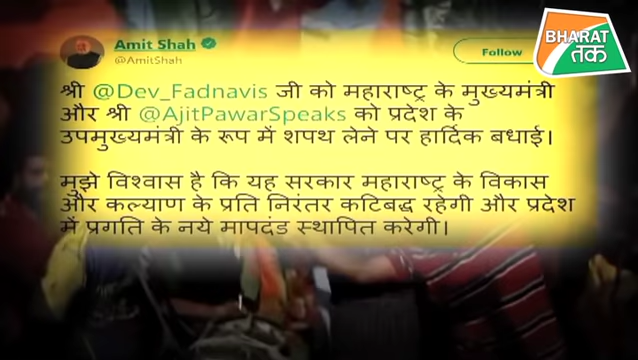 BHARAT
तक
Amit Shah
@AmitShah
Follow
श्री @Dev_Fadnavis जी को महाराष्ट्र के मुख्यमंत्री
और श्री @AjitPawarSpeaks को प्रदेश के
उपमुख्यमंत्री के रूप में शपथ लेने पर हार्दिक बधाई।
मुझे विश्वास है कि यह सरकार महाराष्ट्र के विकास
और कल्याण के प्रति निरंतर कटिबद्ध रहेगी और प्रदेश
में प्रगति के नये मापदंड स्थापित करेगी।